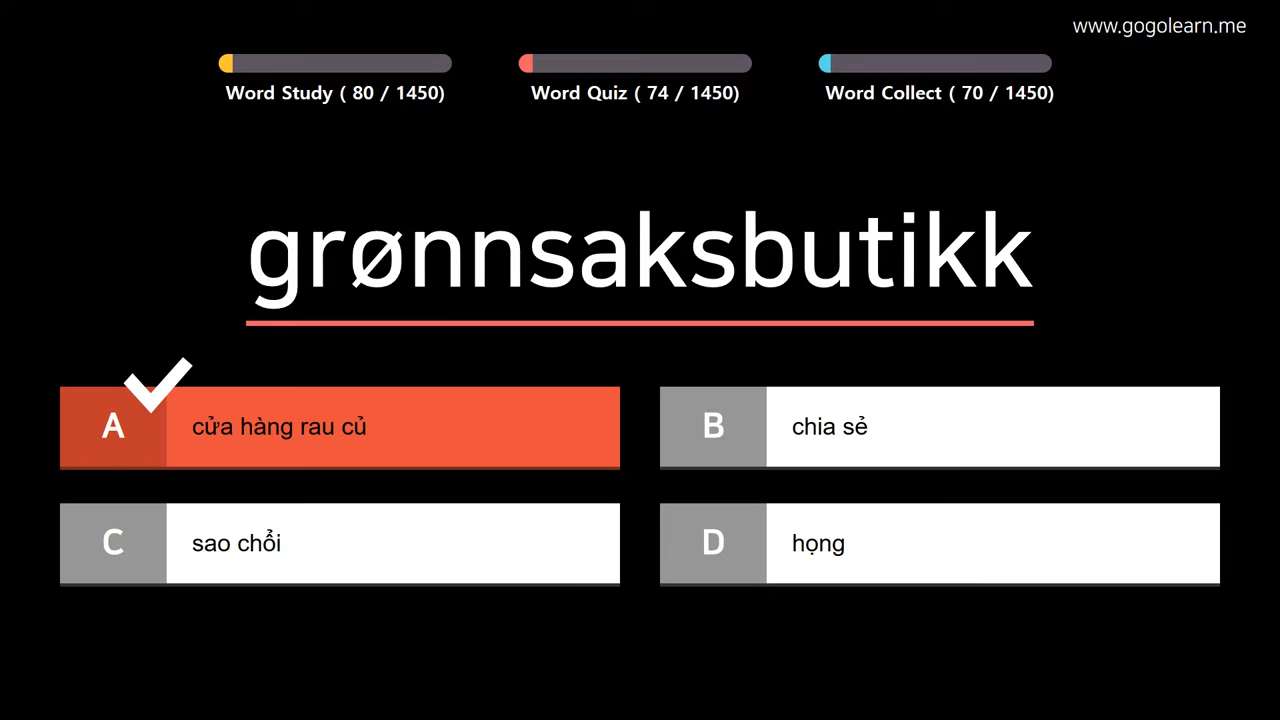 www.gogolearn.me
Word Study ( 80 / 1450)
Word Quiz ( 74 / 1450)
Word Collect ( 70 / 1450)
grønnsaksbutikk
A cửa hàng rau củ
B chia sẻ
C sao chổi
D họng